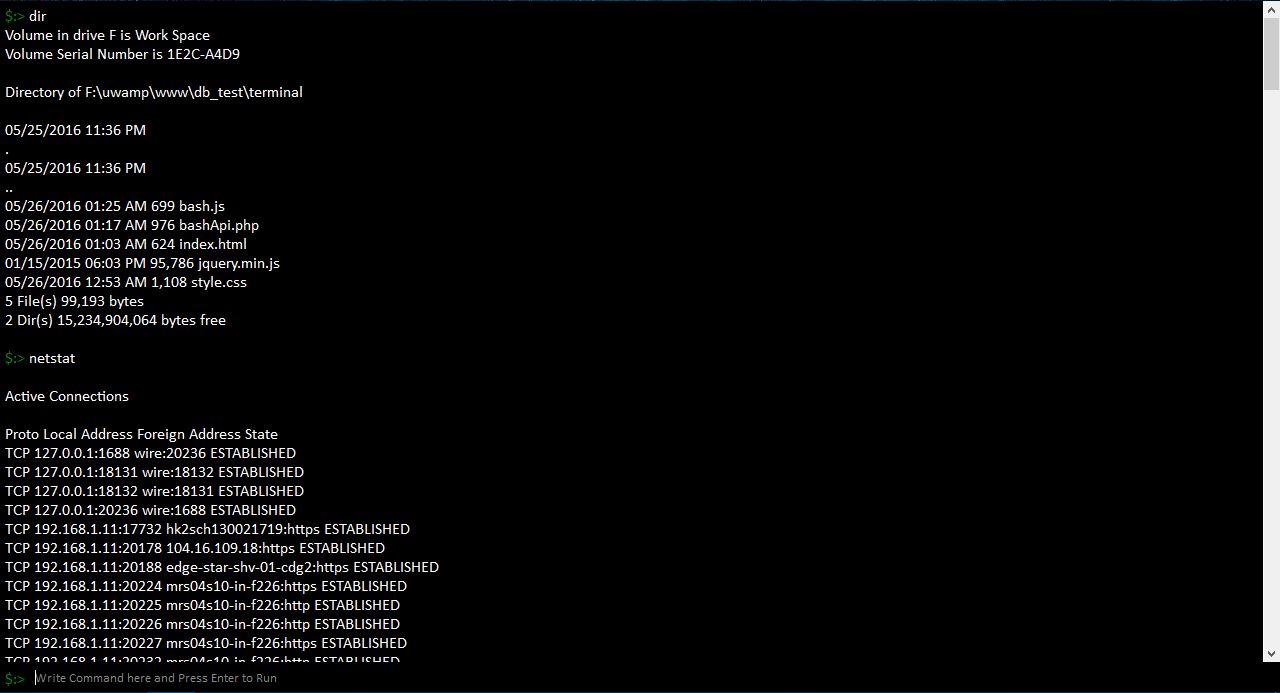 $:> dir
Volume in drive F is Work Space
Volume Serial Number is 1E2C-A4D9
Directory of F:\uwamp\www\db_test\terminal
05/25/2016 11:36 PM
.
05/25/2016 11:36 PM
..
05/26/2016 01:25 AM 699 bash.js
05/26/2016 01:17 AM 976 bashApi.php
05/26/2016 01:03 AM 624 index.html
01/15/2015 06:03 PM 95,786 jquery.min.js
05/26/2016 12:53 AM 1,108 style.css
5 File(s) 99,193 bytes
2 Dir(s) 15,234,904,064 bytes free
$:> netstat
Active Connections
Proto Local Address Foreign Address State
TCP 127.0.0.1:1688 wire:20236 ESTABLISHED
TCP 127.0.0.1:18131 wire:18132 ESTABLISHED
TCP 127.0.0.1:18132 wire:18131 ESTABLISHED
TCP 127.0.0.1:20236 wire:1688 ESTABLISHED
TCP 192.168.1.11:17732 hk2sch130021719:https ESTABLISHED
TCP 192.168.1.11:20178 104.16.109.18:https ESTABLISHED
TCP 192.168.1.11:20188 edge-star-shv-01-cdg2:https ESTABLISHED
TCP 192.168.1.11:20224 mrs04s10-in-f226:https ESTABLISHED
TCP 192.168.1.11:20225 mrs04s10-in-f226:http ESTABLISHED
TCP 192.168.1.11:20226 mrs04s10-in-f226:http ESTABLISHED
TCP 192.168.1.11:20227 mrs04s10-in-f226:https ESTABLISHED
TCP 192.168.1.11:20232 mrs04s10-in-f226:http ESTABLISHED
$:> Write Command here and Press Enter to Run